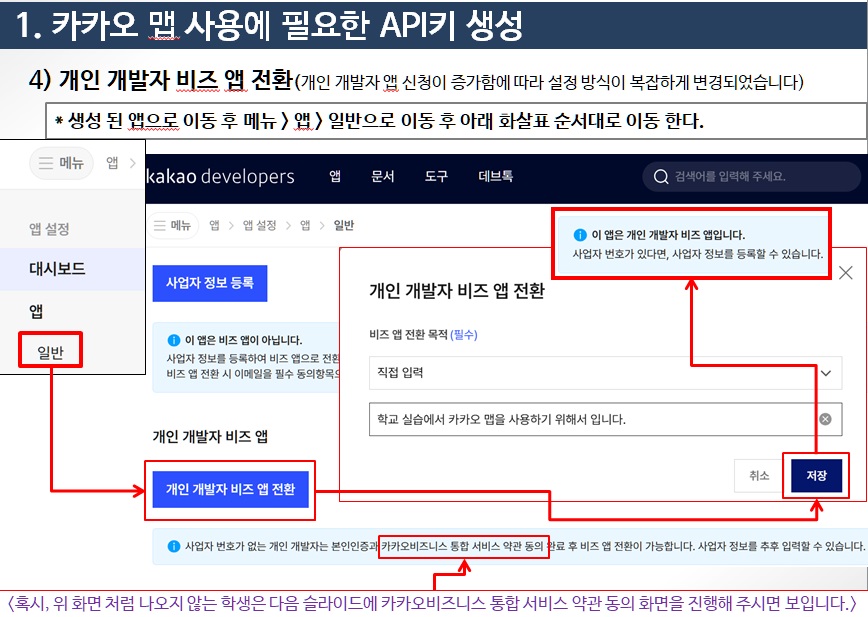 1. 카카오 맵 사용에 필요한 API키 생성
4) 개인 개발자 비즈 앱 전환(개인 개발자 앱 신청이 증가함에 따라 설정 방식이 복잡하게 변경되었습니다)
* 생성 된 앱으로 이동 후 메뉴 > 앱 > 일반으로 이동 후 아래 화살표 순서대로 이동 한다.
메뉴 앱 >
앱 설정
대시보드
앱
일반
kakao developers 앱 문서 도구 데브톡 검색어를 입력해 주세요.
메뉴 앱 > 앱 설정 > 앱 > 일반
사업자 정보 등록
이 앱은 비즈 앱이 아닙니다.
사업자 정보를 등록하여 비즈 앱으로 전환
비즈 앱 전환 시 이메일을 필수 동의항목으
개인 개발자 비즈 앱
개인 개발자 비즈 앱 전환
이 앱은 개인 개발자 비즈 앱입니다.
사업자 번호가 있다면, 사업자 정보를 등록할 수 있습니다.
개인 개발자 비즈 앱 전환
비즈 앱 전환 목적 (필수)
직접 입력
학교 실습에서 카카오 맵을 사용하기 위해서 입니다.
취소 저장
사업자 번호가 없는 개인 개발자는 본인인증과 카카오비즈니스 통합 서비스 약관 동의 완료 후 비즈 앱 전환이 가능합니다. 사업자 정보를 추후 입력할 수 있습니다.
<혹시, 위 화면 처럼 나오지 않는 학생은 다음 슬라이드에 카카오비즈니스 통합 서비스 약관 동의 화면을 진행해 주시면 보입니다.>